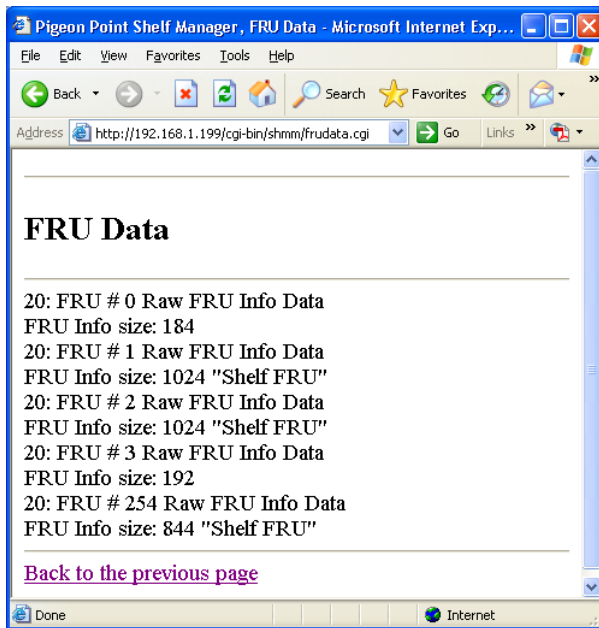 Pigeon Point Shelf Manager, FRU Data - Microsoft Internet Exp...
File Edit View Favorites Tools Help
Back Search Favorites »
Address http://192.168.1.199/cgi-bin/shmm/frudata.cgi Go Links »
FRU Data
20: FRU # 0 Raw FRU Info Data
FRU Info size: 184
20: FRU # 1 Raw FRU Info Data
FRU Info size: 1024 "Shelf FRU"
20: FRU # 2 Raw FRU Info Data
FRU Info size: 1024 "Shelf FRU"
20: FRU # 3 Raw FRU Info Data
FRU Info size: 192
20: FRU # 254 Raw FRU Info Data
FRU Info size: 844 "Shelf FRU"
Back to the previous page
Done Internet